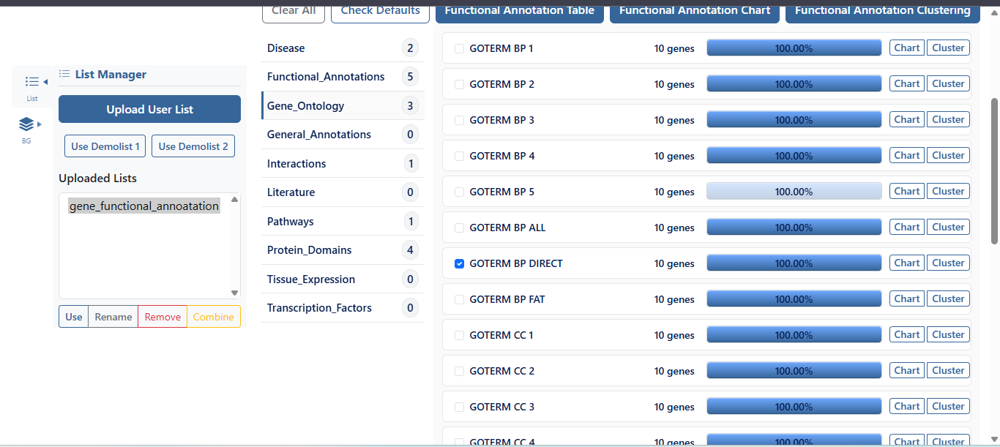 Clear All
Check Defaults
Functional Annotation Table
Functional Annotation Chart
Functional Annotation Clustering
List
BG
List Manager
Upload User List
Use Demolist 1
Use Demolist 2
Uploaded Lists
gene_functional_annoatation
Use
Rename
Remove
Combine
Disease 2
Functional_Annotations 5
Gene_Ontology 3
General_Annotations 0
Interactions 1
Literature 0
Pathways 1
Protein_Domains 4
Tissue_Expression 0
Transcription_Factors 0
GOTERM BP 1 10 genes 100.00% Chart Cluster
GOTERM BP 2 10 genes 100.00% Chart Cluster
GOTERM BP 3 10 genes 100.00% Chart Cluster
GOTERM BP 4 10 genes 100.00% Chart Cluster
GOTERM BP 5 10 genes 100.00% Chart Cluster
GOTERM BP ALL 10 genes 100.00% Chart Cluster
GOTERM BP DIRECT 10 genes 100.00% Chart Cluster
GOTERM BP FAT 10 genes 100.00% Chart Cluster
GOTERM CC 1 10 genes 100.00% Chart Cluster
GOTERM CC 2 10 genes 100.00% Chart Cluster
GOTERM CC 3 10 genes 100.00% Chart Cluster
GOTERM CC 4 10 genes 100.00% Chart Cluster